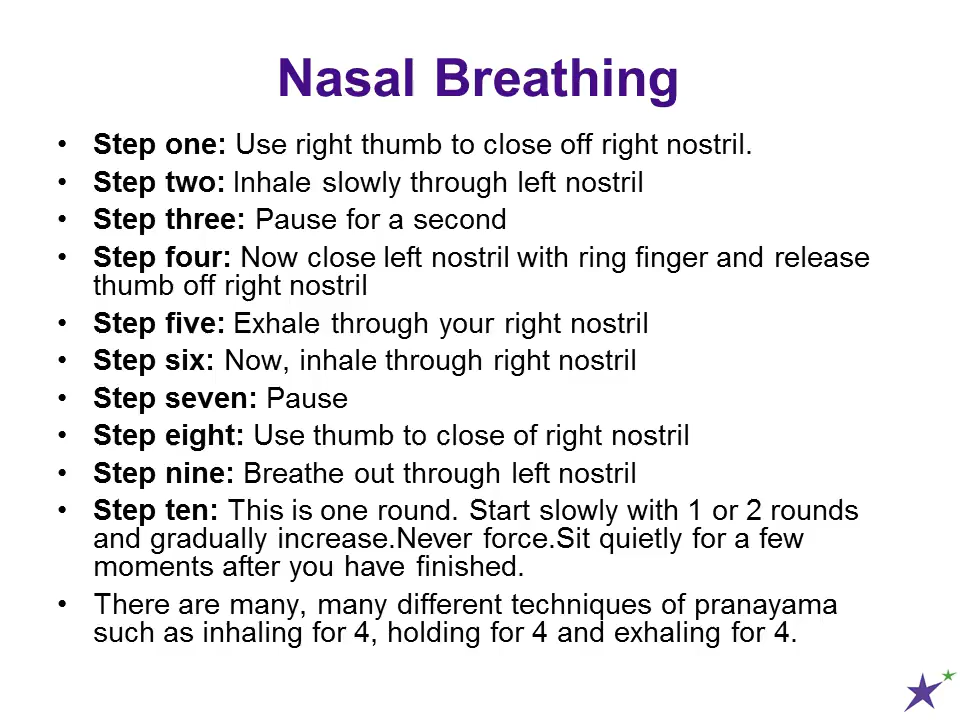 Nasal Breathing
• Step one: Use right thumb to close off right nostril.
• Step two: Inhale slowly through left nostril
• Step three: Pause for a second
• Step four: Now close left nostril with ring finger and release
thumb off right nostril
• Step five: Exhale through your right nostril
• Step six: Now, inhale through right nostril
• Step seven: Pause
• Step eight: Use thumb to close of right nostril
• Step nine: Breathe out through left nostril
• Step ten: This is one round. Start slowly with 1 or 2 rounds
and gradually increase.Never force.Sit quietly for a few
moments after you have finished.
• There are many, many different techniques of pranayama
such as inhaling for 4, holding for 4 and exhaling for 4.